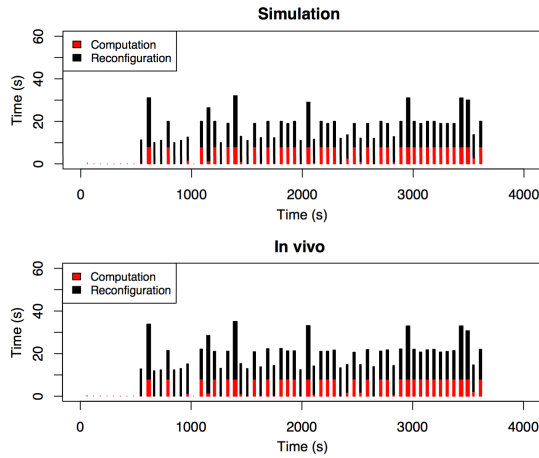 Simulation
Time (s)
60
40
20
0
Computation
Reconfiguration
0 1000 2000 3000 4000
Time (s)
In vivo
Time (s)
60
40
20
0
Computation
Reconfiguration
0 1000 2000 3000 4000
Time (s)